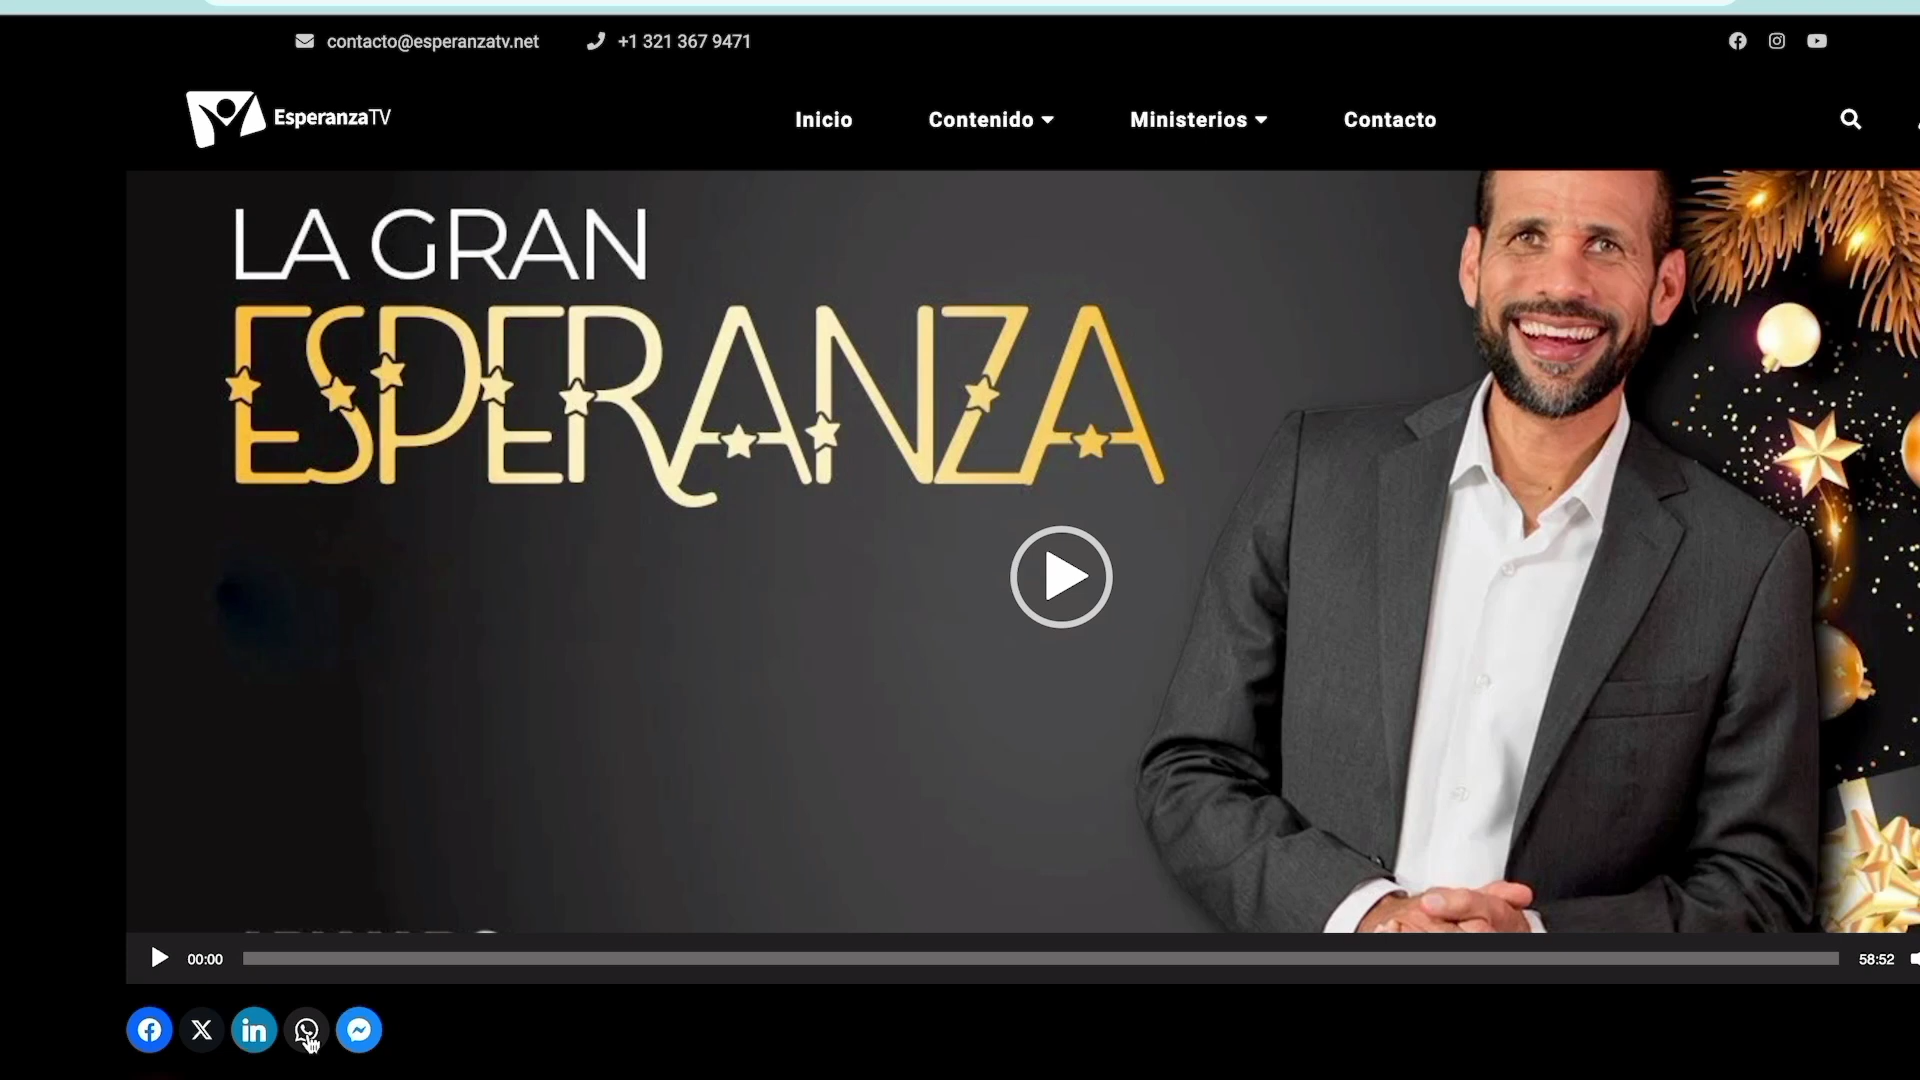 contacto@esperanzatv.net +1 321 367 9471
EsperanzaTV
Inicio Contenido Ministerios Contacto
LA GRAN
ESPERANZA
00:00 58:52